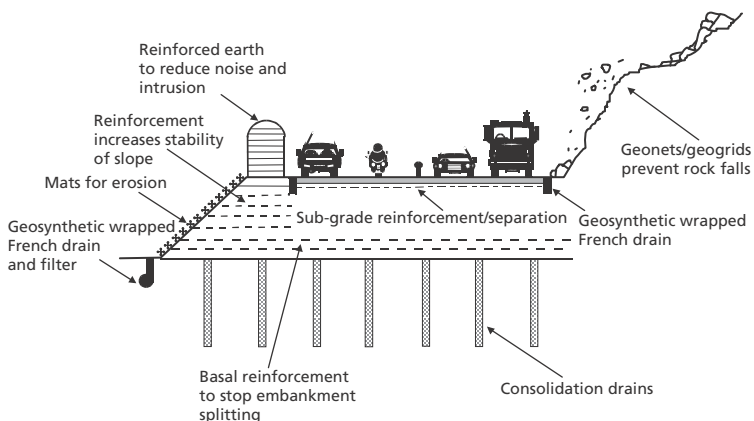 Reinforced earth
to reduce noise and
intrusion
Reinforcement
increases stability
of slope
Mats for erosion
Geosynthetic wrapped
French drain
and filter
Geonets/geogrids
prevent rock falls
Sub-grade reinforcement/separation
Geosynthetic wrapped
French drain
Basal reinforcement
to stop embankment
splitting
Consolidation drains